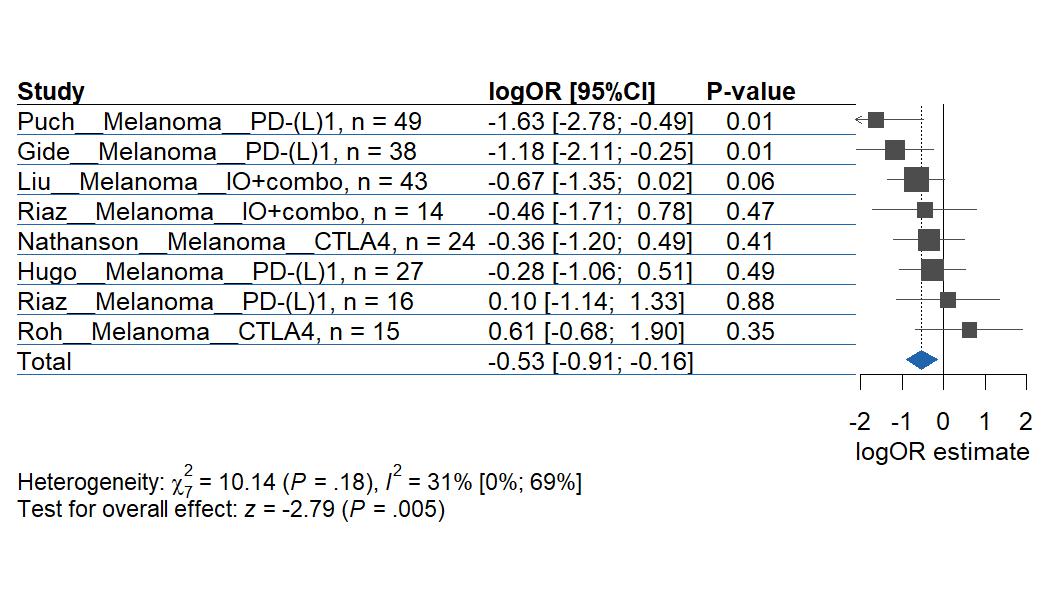 Study logOR [95%CI] P-value
Puch__Melanoma__PD-(L)1, n = 49 -1.63 [-2.78; -0.49] 0.01
Gide__Melanoma__PD-(L)1, n = 38 -1.18 [-2.11; -0.25] 0.01
Liu__Melanoma__IO+combo, n = 43 -0.67 [-1.35; 0.02] 0.06
Riaz__Melanoma__IO+combo, n = 14 -0.46 [-1.71; 0.78] 0.47
Nathanson__Melanoma__CTLA4, n = 24 -0.36 [-1.20; 0.49] 0.41
Hugo__Melanoma__PD-(L)1, n = 27 -0.28 [-1.06; 0.51] 0.49
Riaz__Melanoma__PD-(L)1, n = 16 0.10 [-1.14; 1.33] 0.88
Roh__Melanoma__CTLA4, n = 15 0.61 [-0.68; 1.90] 0.35
Total -0.53 [-0.91; -0.16]
-2 -1 0 1 2
logOR estimate
Heterogeneity: χ²₇ = 10.14 (P = .18), I² = 31% [0%; 69%]
Test for overall effect: z = -2.79 (P = .005)